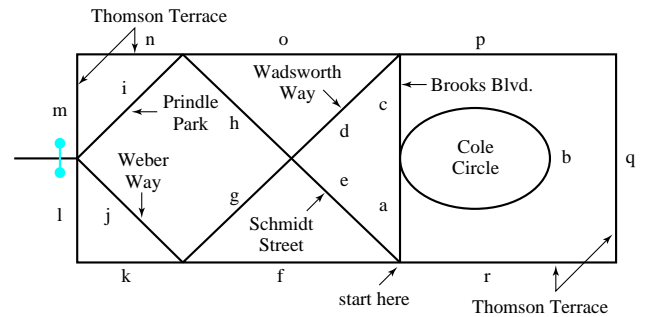 Thomson Terrace
n
o
p
Wadsworth
Way
Brooks Blvd.
i
c
m
Prindle
Park
h
d
Weber
Way
Cole
Circle
b
q
e
g
a
l
j
Schmidt
Street
k
f
r
start here
Thomson Terrace